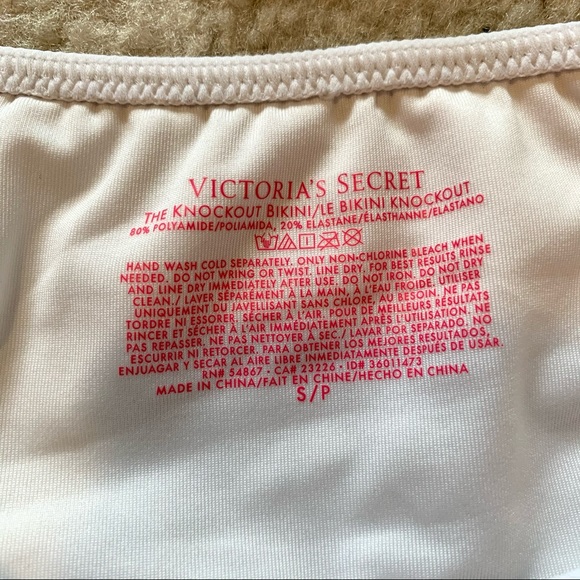 VICTORIA'S SECRET
THE KNOCKOUT BIKINI/LE BIKINI KNOCKOUT
80% POLYAMIDE/POLIAMIDA, 20% ELASTANE/ÉLASTHANNE/ELASTANO
HAND WASH COLD SEPARATELY. ONLY NON-CHLORINE BLEACH WHEN
NEEDED. DO NOT WRING OR TWIST. LINE DRY. FOR BEST RESULTS RINSE
AND LINE DRY IMMEDIATELY AFTER USE. DO NOT IRON. DO NOT DRY
CLEAN./ LAVER SÉPARÉMENT À LA MAIN, À L'EAU FROIDE. UTILISER
UNIQUEMENT DU JAVELLISANT SANS CHLORE, AU BESOIN. NE PAS
TORDRE NI ESSORER. SÉCHER À L'AIR. POUR DE MEILLEURS RÉSULTATS
RINCER ET SÉCHER À L'AIR IMMÉDIATEMENT APRÈS USAGE. NE
PAS REPASSER. NE PAS NETTOYER À SEC./ LAVAR POR SEPARADO. NO
ESCURRIR NI RETORCER. PARA OBTENER LOS MEJORES RESULTADOS,
ENJUAGAR Y SECAR AL AIRE LIBRE INMEDIATAMENTE DESPUÉS DE USAR.
RN# 54867 · CA# 23226 · ID# 36011473
MADE IN CHINA/FAIT EN CHINE/HECHO EN CHINA
S/P